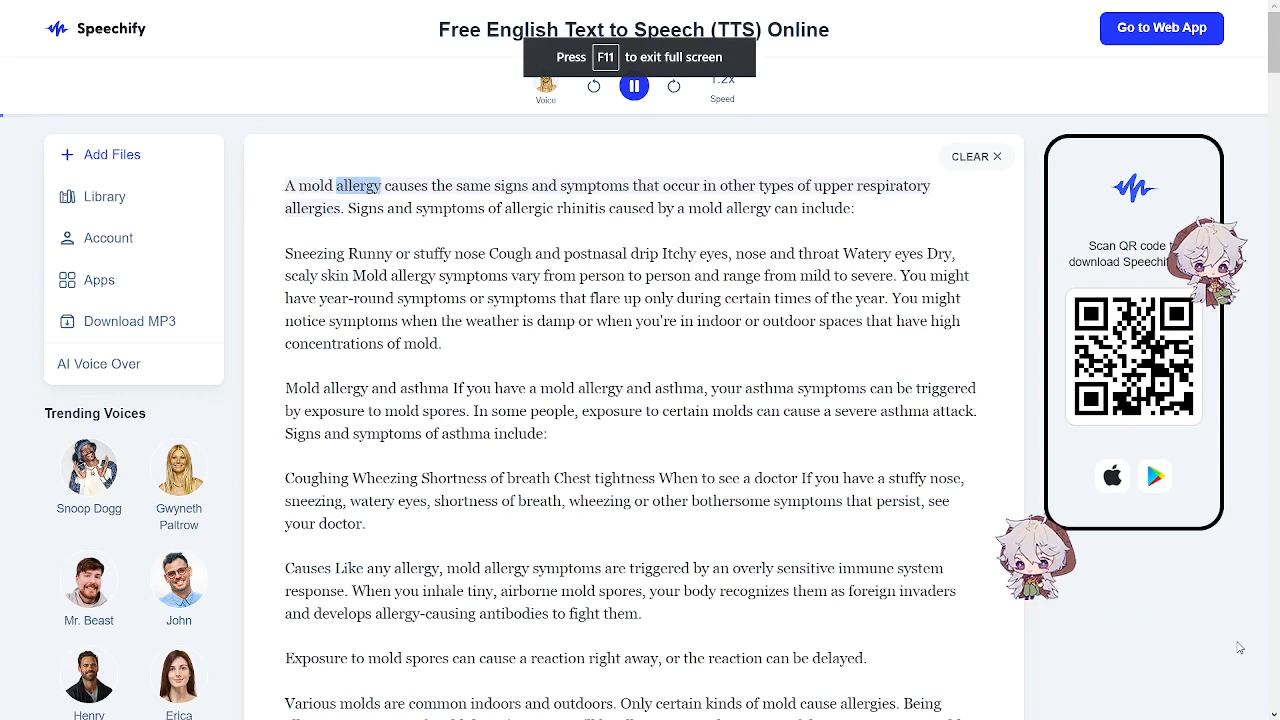 Speechify
Free English Text to Speech (TTS) Online
Go to Web App
Press F11 to exit full screen
Voice
1.2x
Speed
Add Files
Library
Account
Apps
Download MP3
AI Voice Over
Trending Voices
Snoop Dogg
Gwyneth
Paltrow
Mr. Beast
John
Henry
Erica
CLEAR
A mold allergy causes the same signs and symptoms that occur in other types of upper respiratory
allergies. Signs and symptoms of allergic rhinitis caused by a mold allergy can include:
Sneezing Runny or stuffy nose Cough and postnasal drip Itchy eyes, nose and throat Watery eyes Dry,
scaly skin Mold allergy symptoms vary from person to person and range from mild to severe. You might
have year-round symptoms or symptoms that flare up only during certain times of the year. You might
notice symptoms when the weather is damp or when you're in indoor or outdoor spaces that have high
concentrations of mold.
Mold allergy and asthma If you have a mold allergy and asthma, your asthma symptoms can be triggered
by exposure to mold spores. In some people, exposure to certain molds can cause a severe asthma attack.
Signs and symptoms of asthma include:
Coughing Wheezing Shortness of breath Chest tightness When to see a doctor If you have a stuffy nose,
sneezing, watery eyes, shortness of breath, wheezing or other bothersome symptoms that persist, see
your doctor.
Causes Like any allergy, mold allergy symptoms are triggered by an overly sensitive immune system
response. When you inhale tiny, airborne mold spores, your body recognizes them as foreign invaders
and develops allergy-causing antibodies to fight them.
Exposure to mold spores can cause a reaction right away, or the reaction can be delayed.
Various molds are common indoors and outdoors. Only certain kinds of mold cause allergies. Being
Scan QR code
download